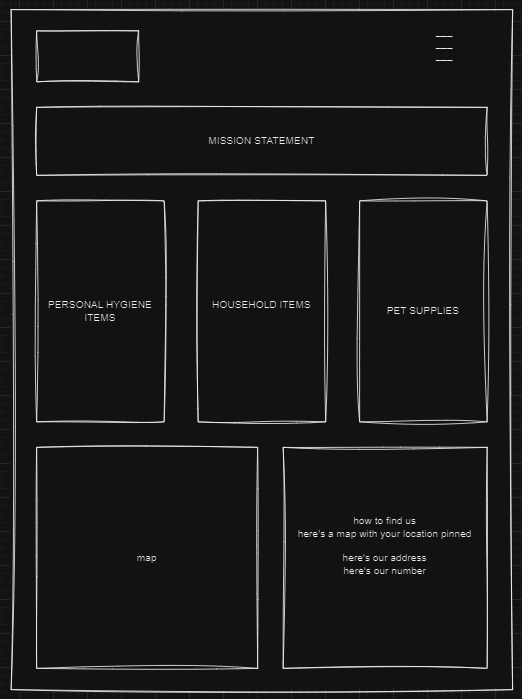 MISSION STATEMENT
PERSONAL HYGIENE
ITEMS
HOUSEHOLD ITEMS
PET SUPPLIES
map
how to find us
here's a map with your location pinned
here's our address
here's our number